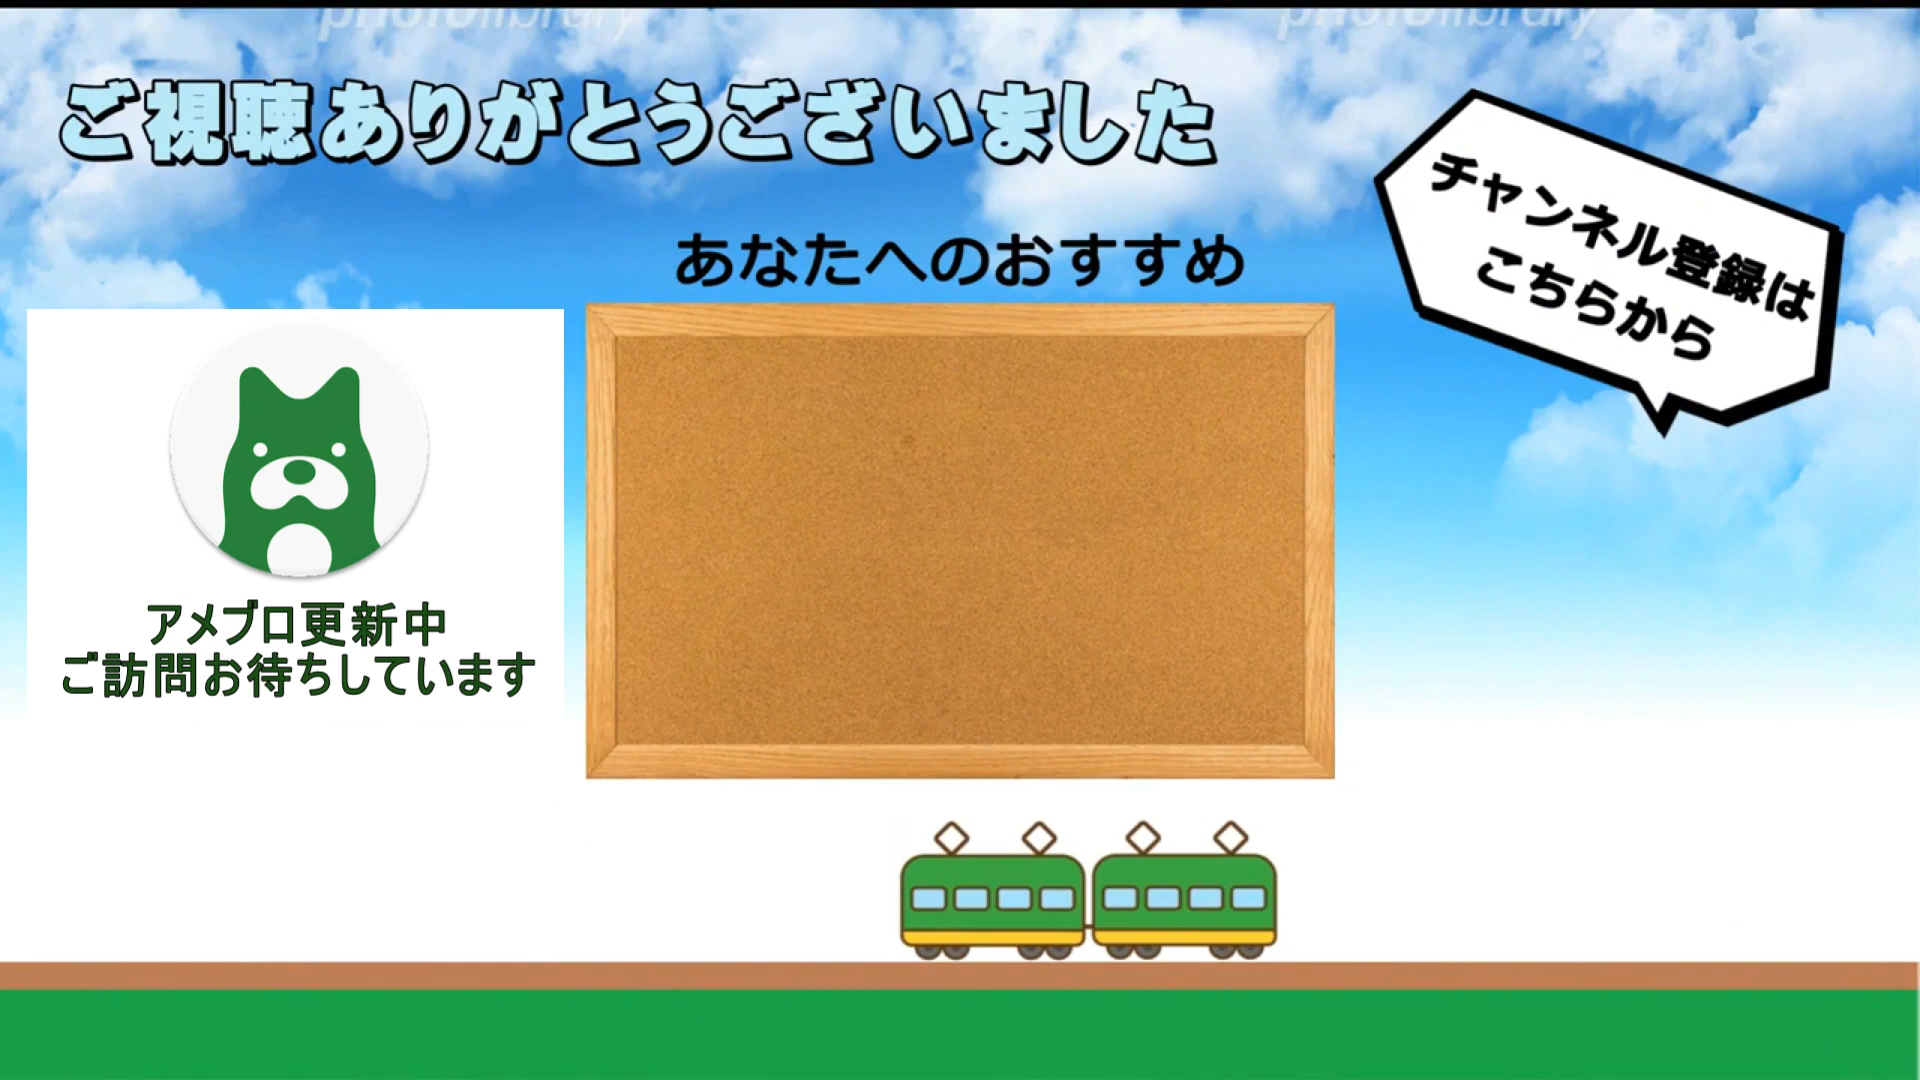 photolibrary photolibrary
ご視聴ありがとうございました
チャンネル登録は
こちらから
あなたへのおすすめ
アメブロ更新中
ご訪問お待ちしています